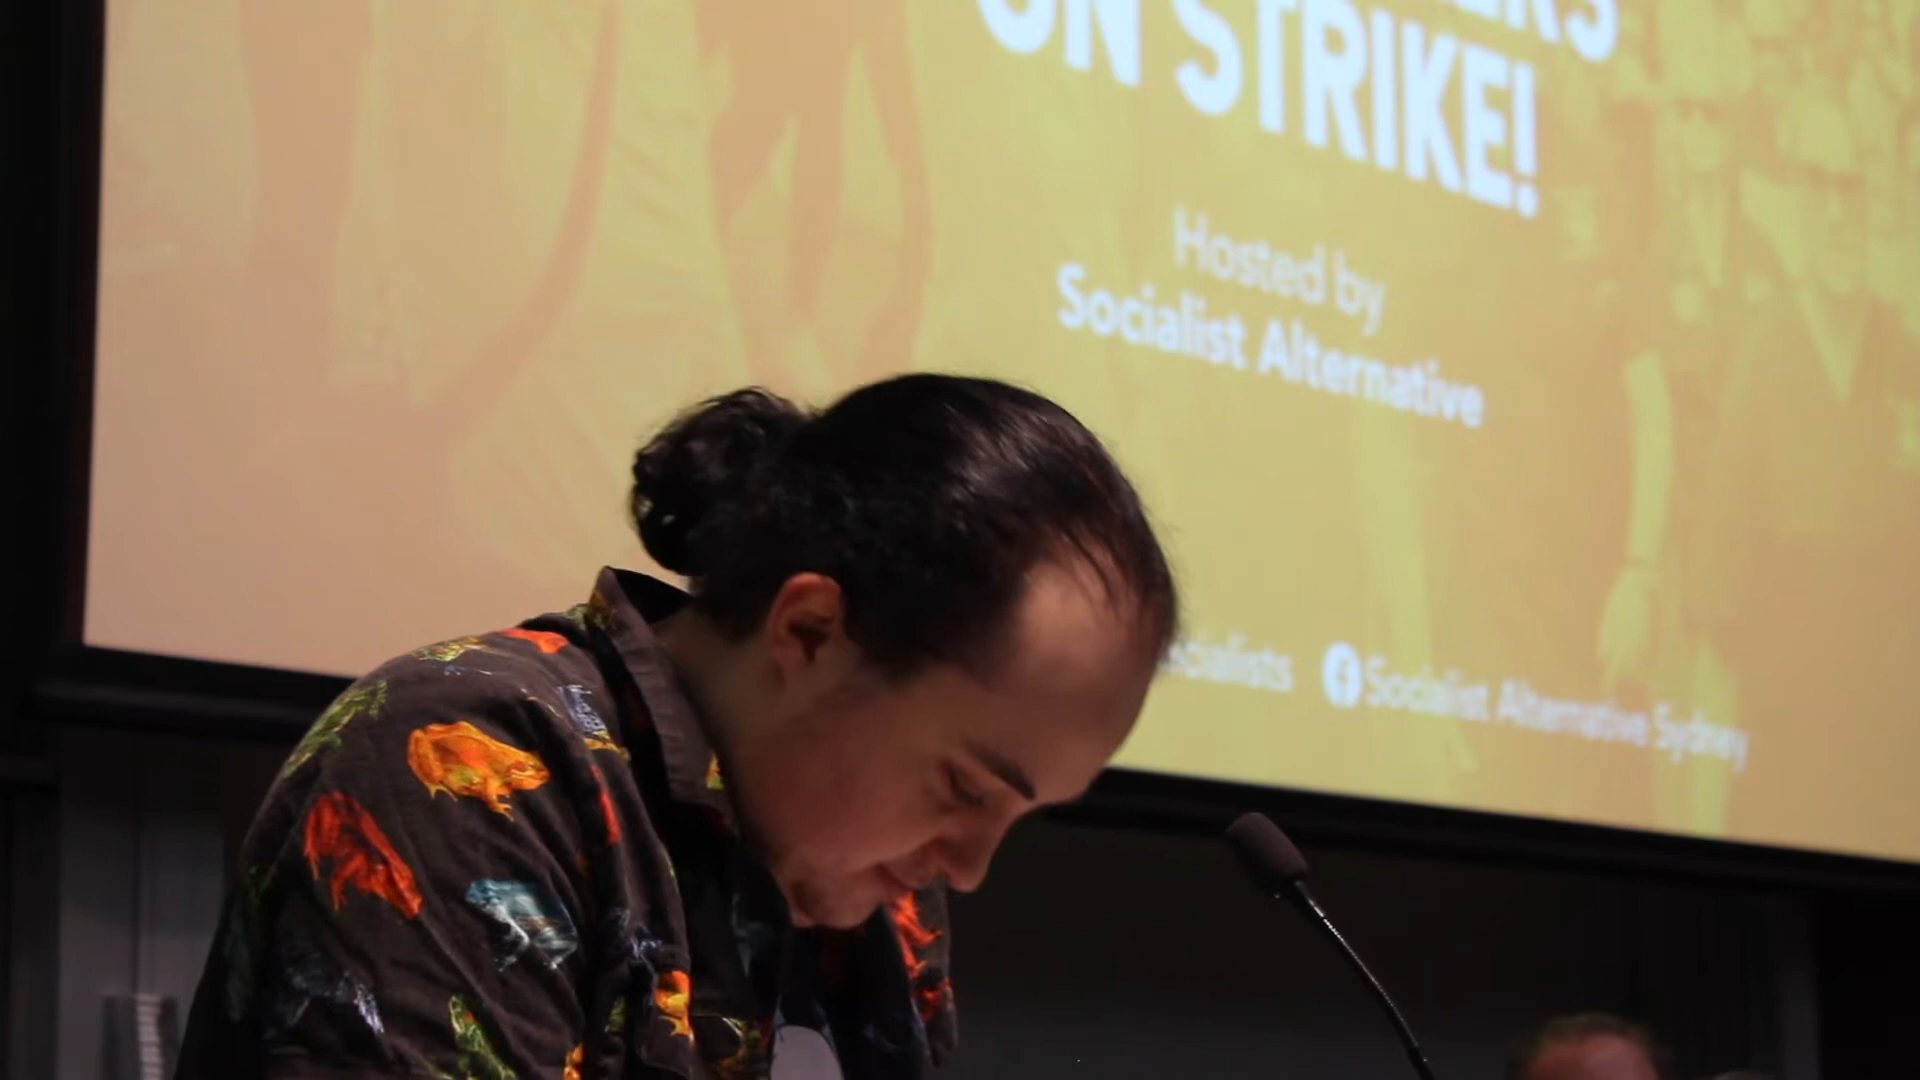 ON STRIKE!
Hosted by
Socialist Alternative
Socialist Alternative Sydney